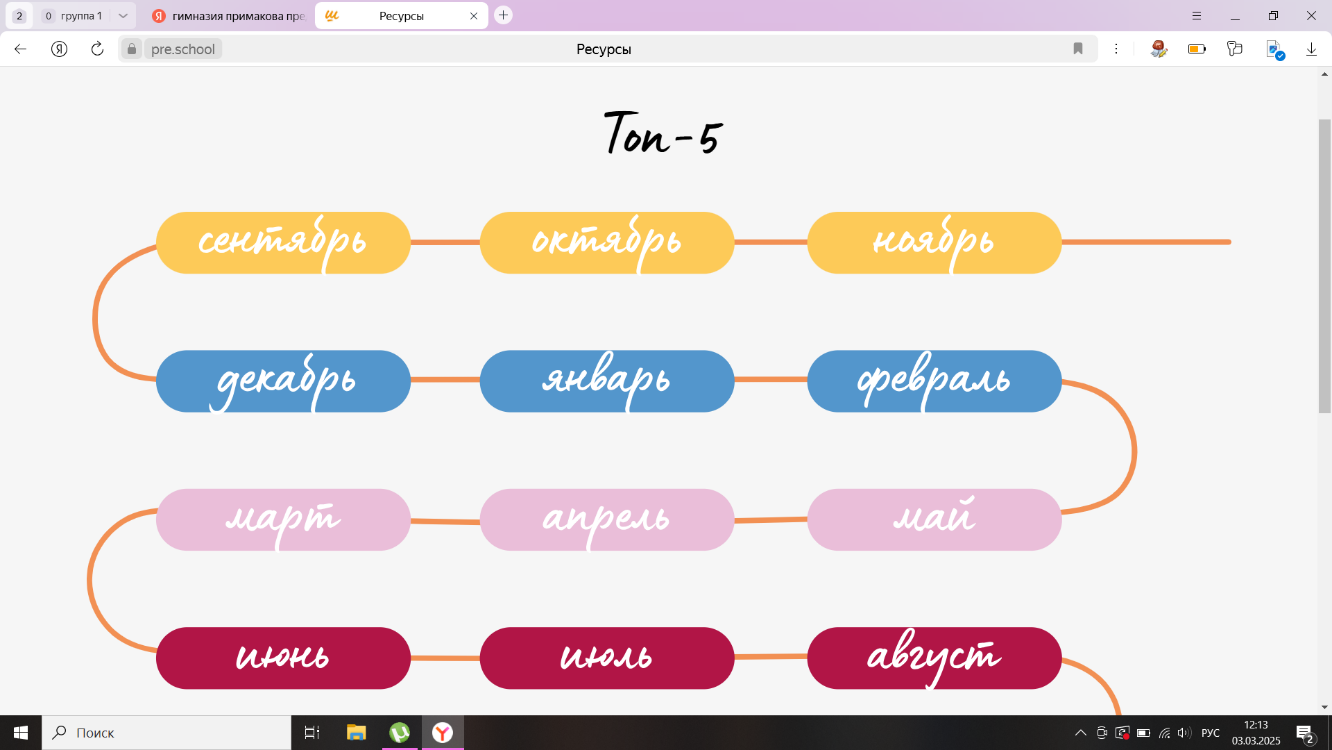 2 0 группа 1 гимназия примакова пре Ресурсы
pre.school Ресурсы
Топ-5
сентябрь октябрь ноябрь
декабрь январь февраль
март апрель май
июнь июль август
Поиск РУС 12:13
03.03.2025 2